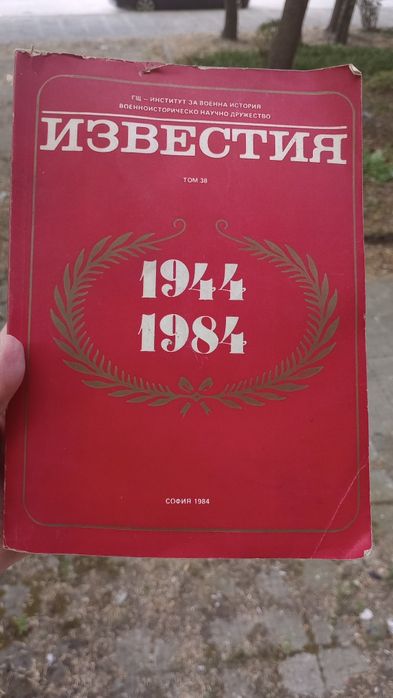 ГЩ – ИНСТИТУТ ЗА ВОЕННА ИСТОРИЯ
ВОЕННОИСТОРИЧЕСКО НАУЧНО ДРУЖЕСТВО
ИЗВЕСТИЯ
ТОМ 38
1944
1984
СОФИЯ 1984